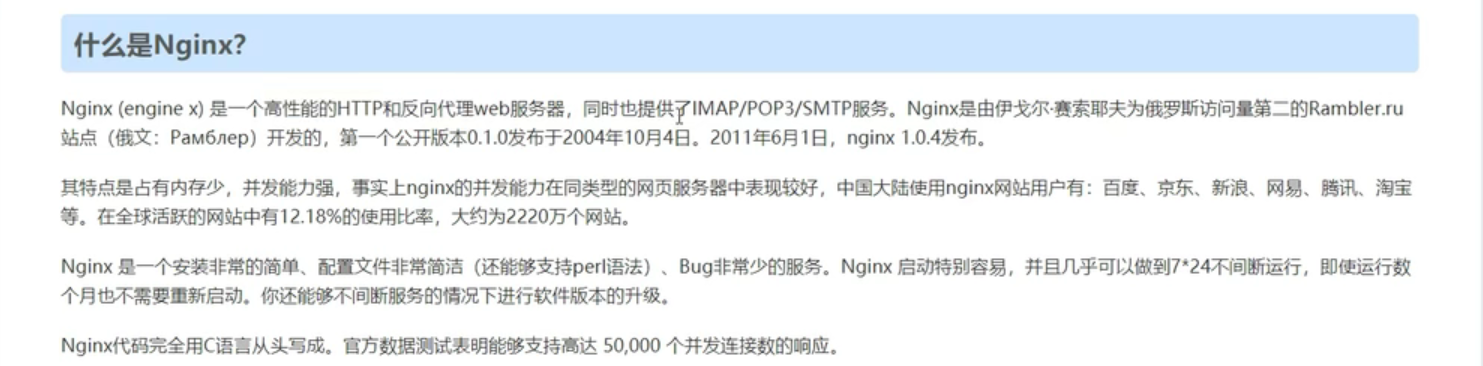 什么是Nginx?
Nginx (engine x) 是一个高性能的HTTP和反向代理web服务器，同时也提供了IMAP/POP3/SMTP服务。Nginx是由伊戈尔·赛索耶夫为俄罗斯访问量第二的Rambler.ru
站点（俄文：Рамблер）开发的，第一个公开版本0.1.0发布于2004年10月4日。2011年6月1日，nginx 1.0.4发布。
其特点是占有内存少，并发能力强，事实上nginx的并发能力在同类型的网页服务器中表现较好，中国大陆使用nginx网站用户有：百度、京东、新浪、网易、腾讯、淘宝
等。在全球活跃的网站中有12.18%的使用比率，大约为2220万个网站。
Nginx 是一个安装非常的简单、配置文件非常简洁（还能够支持perl语法）、Bug非常少的服务。Nginx 启动特别容易，并且几乎可以做到7*24不间断运行，即使运行数
个月也不需要重新启动。你还能够不间断服务的情况下进行软件版本的升级。
Nginx代码完全用C语言从头写成。官方数据测试表明能够支持高达 50,000 个并发连接数的响应。